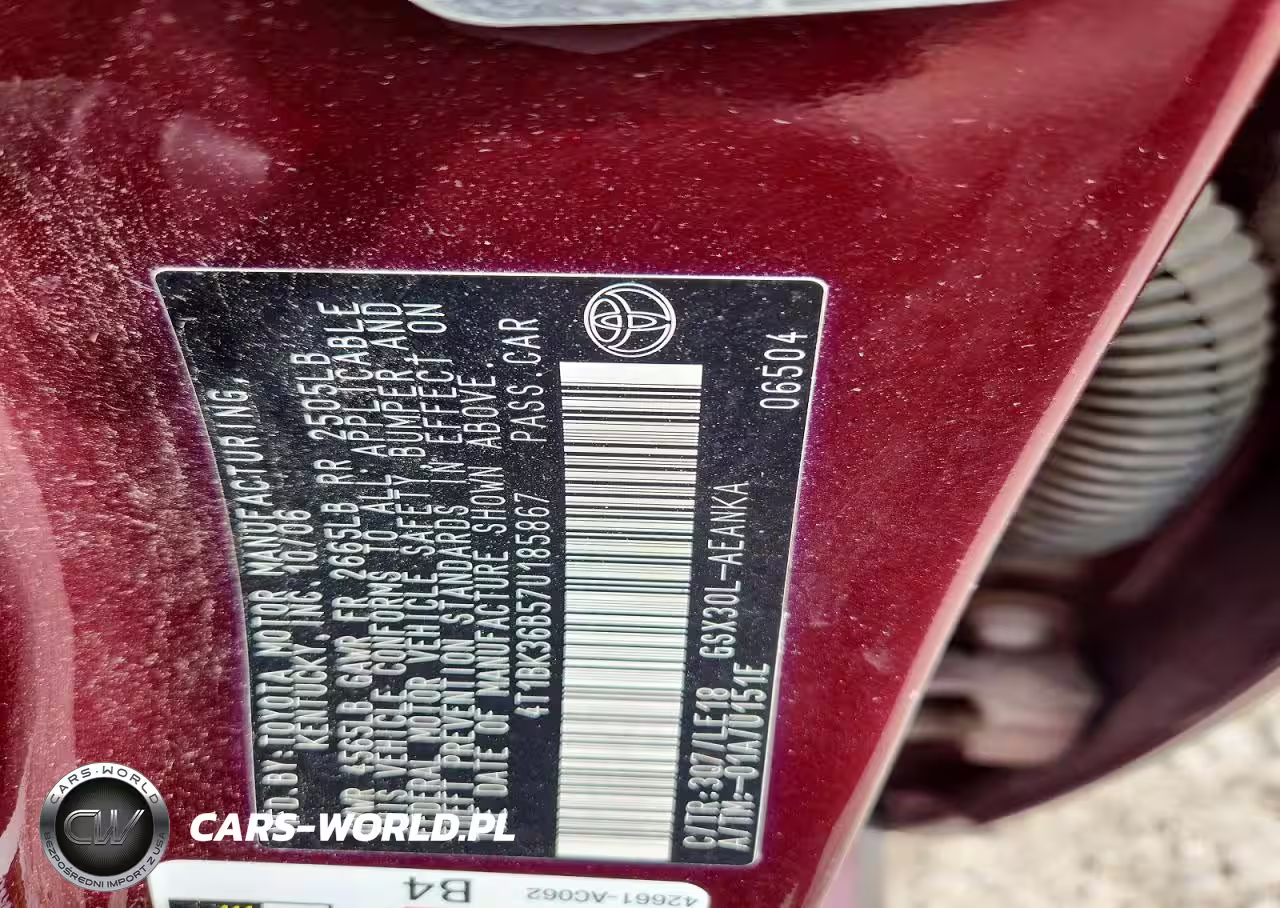 MFD.BY:TOYOTA MOTOR MANUFACTURING,
KENTUCKY, INC. 10/06
GVWR 4565LB GAWR FR 2665LB RR 2505LB
THIS VEHICLE CONFORMS TO ALL APPLICABLE
FEDERAL MOTOR VEHICLE SAFETY, BUMPER, AND
THEFT PREVENTION STANDARDS IN EFFECT ON
THE DATE OF MANUFACTURE SHOWN ABOVE.
4T1BK36B57U185867 PASS.CAR
C/TR:3Q7/LE18 GSX30L-AEANKA
A/TM:-01A/U151E 06504
CARS-WORLD
CW
BEZPOŚREDNI IMPORT Z USA
CARS-WORLD.PL
B4
42661-AC062